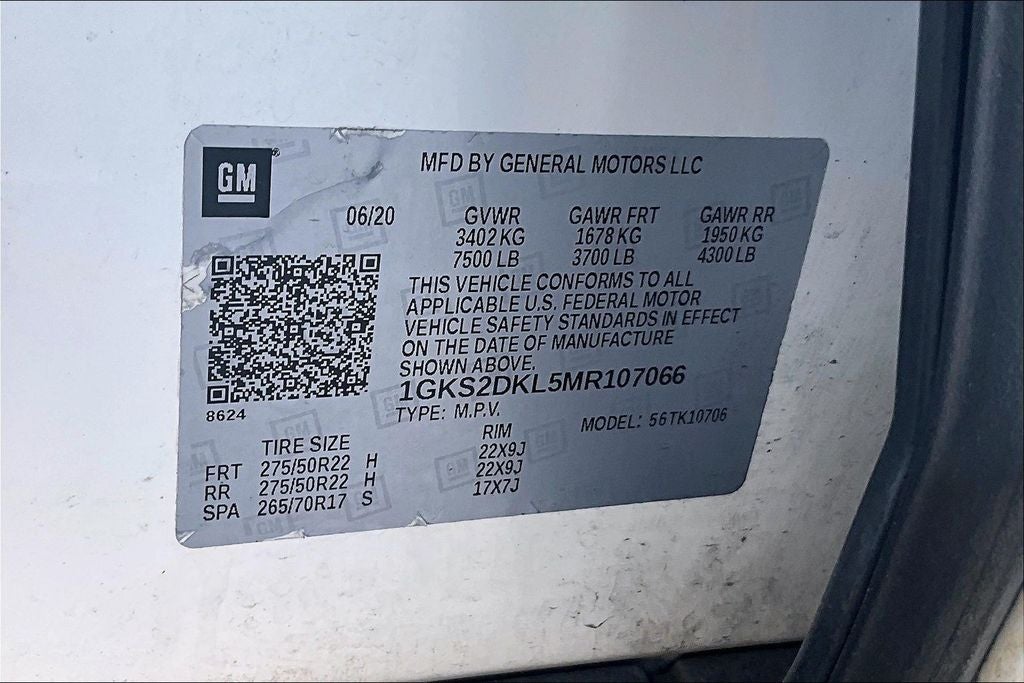 GM
MFD BY GENERAL MOTORS LLC
06/20 GVWR GAWR FRT GAWR RR
3402 KG 1678 KG 1950 KG
7500 LB 3700 LB 4300 LB
THIS VEHICLE CONFORMS TO ALL
APPLICABLE U.S. FEDERAL MOTOR
VEHICLE SAFETY STANDARDS IN EFFECT
ON THE DATE OF MANUFACTURE
SHOWN ABOVE.
1GKS2DKL5MR107066
8624
TYPE: M.P.V. MODEL: 56TK10706
TIRE SIZE RIM
FRT 275/50R22 H 22X9J
RR 275/50R22 H 22X9J
SPA 265/70R17 S 17X7J